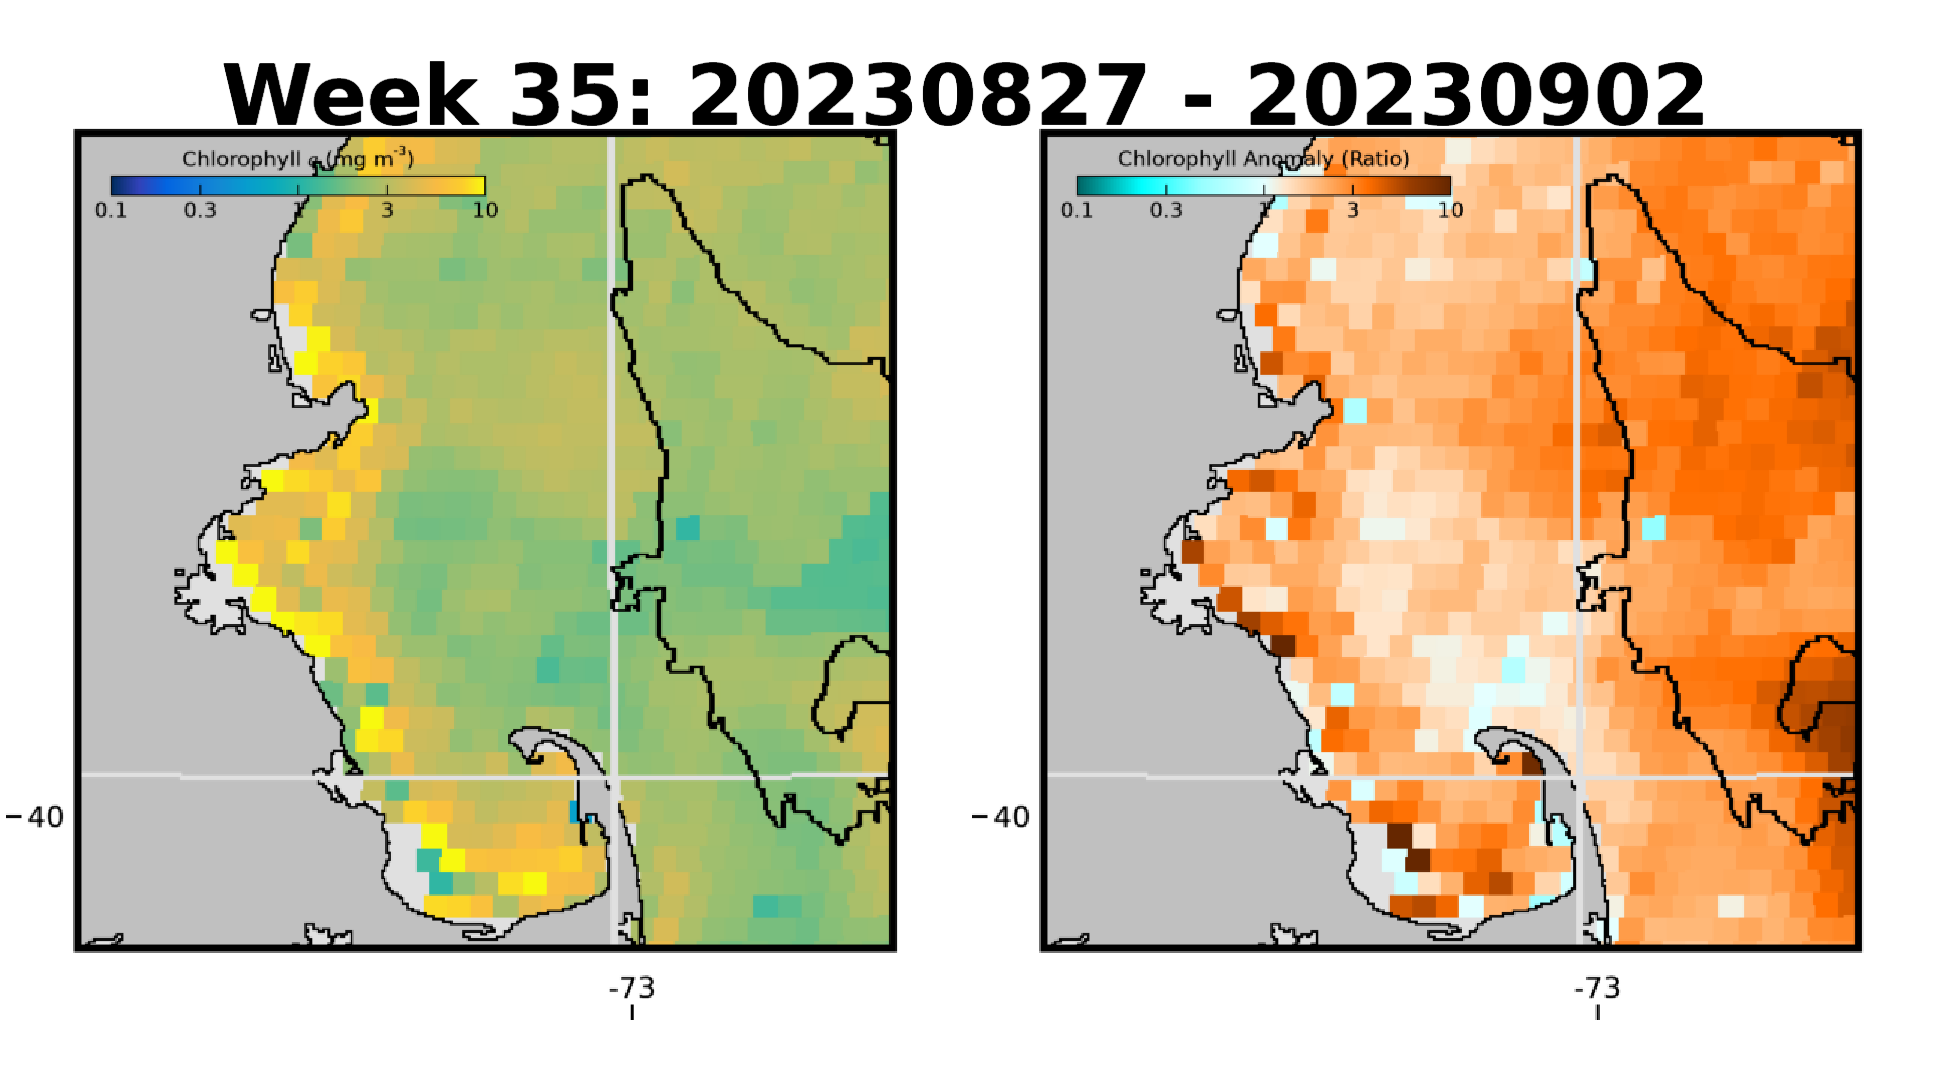 Week 35: 20230827 - 20230902
Chlorophyll a (mg m-3)
0.1 0.3 1 3 10
Chlorophyll Anomaly (Ratio)
0.1 0.3 1 3 10
-40
-40
-73
-73